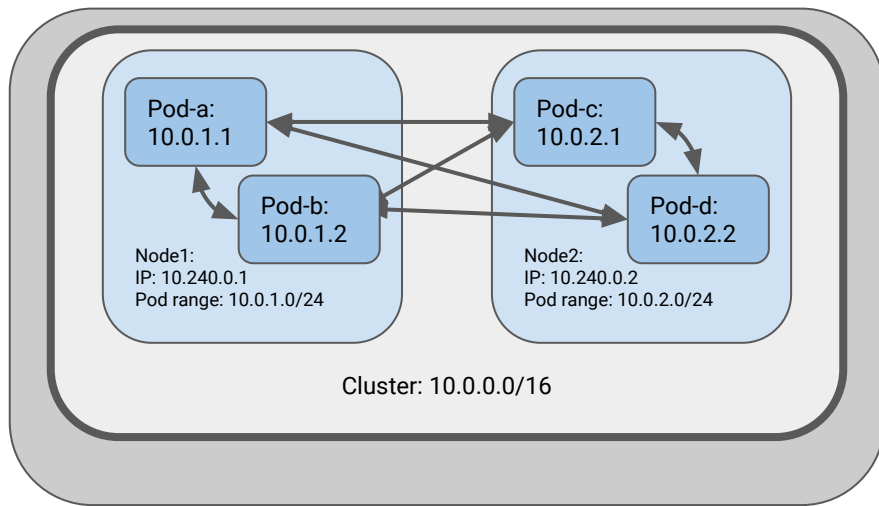 Pod-a:
10.0.1.1
Pod-b:
10.0.1.2
Node1:
IP: 10.240.0.1
Pod range: 10.0.1.0/24
Pod-c:
10.0.2.1
Pod-d:
10.0.2.2
Node2:
IP: 10.240.0.2
Pod range: 10.0.2.0/24
Cluster: 10.0.0.0/16